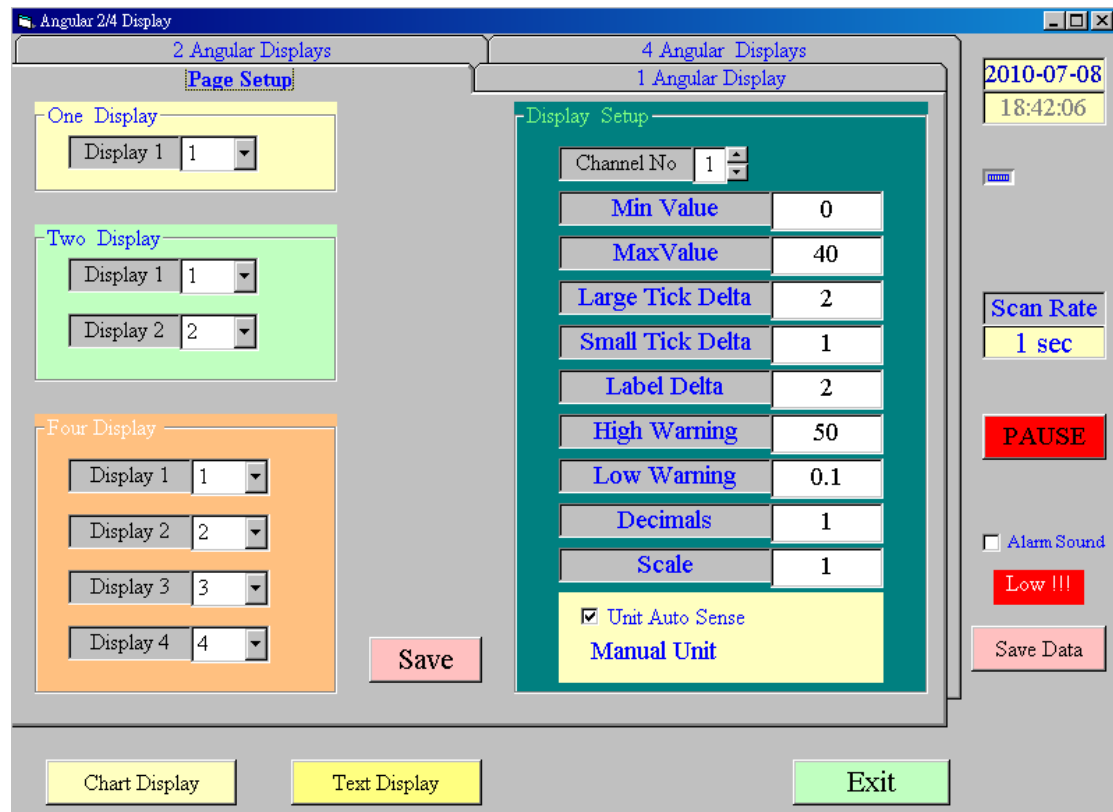 Angular 2/4 Display
2 Angular Displays
4 Angular Displays
Page Setup
1 Angular Display
One Display
Display 1 1
Two Display
Display 1 1
Display 2 2
Four Display
Display 1 1
Display 2 2
Display 3 3
Display 4 4
Save
Display Setup
Channel No 1
Min Value 0
MaxValue 40
Large Tick Delta 2
Small Tick Delta 1
Label Delta 2
High Warning 50
Low Warning 0.1
Decimals 1
Scale 1
Unit Auto Sense
Manual Unit
2010-07-08
18:42:06
Scan Rate
1 sec
PAUSE
Alarm Sound
Low !!!
Save Data
Chart Display
Text Display
Exit